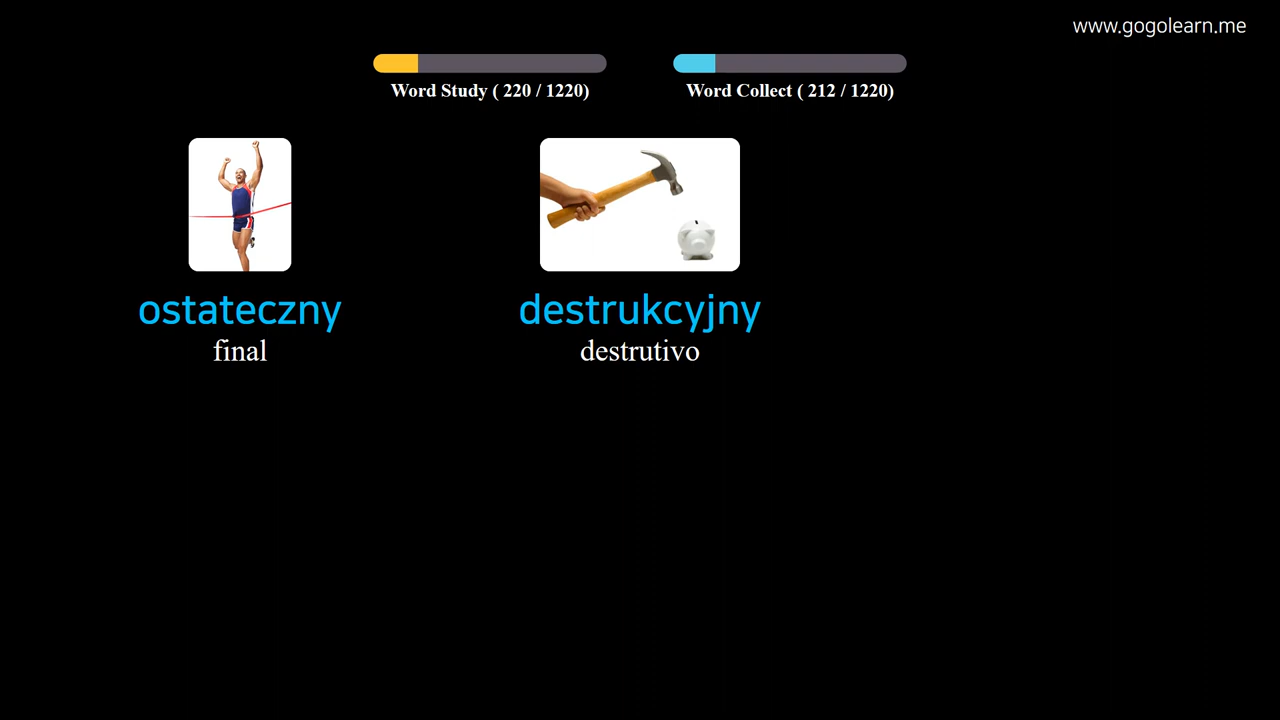 www.gogolearn.me
Word Study ( 220 / 1220)
Word Collect ( 212 / 1220)
ostateczny
final
destrukcyjny
destrutivo